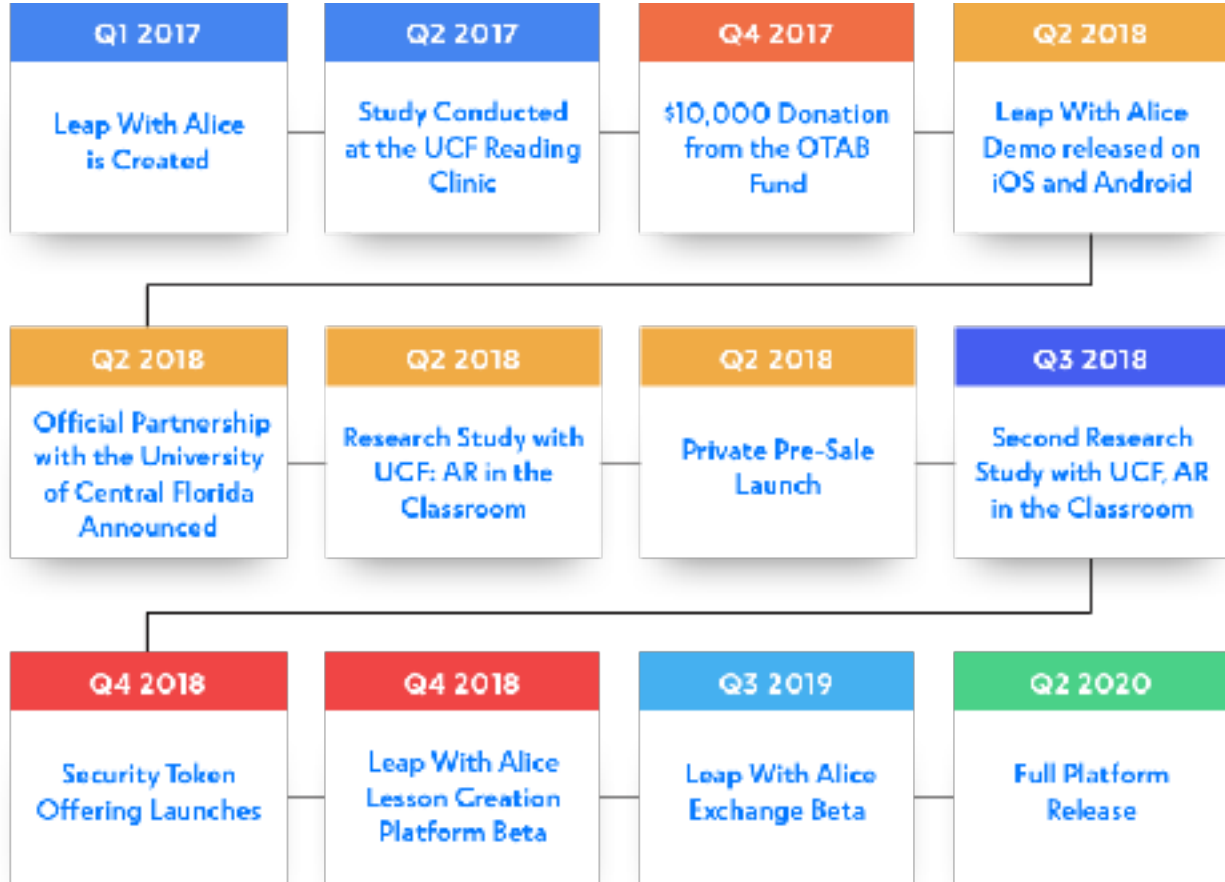 Q1 2017
Leap With Alice
is Created
Q2 2017
Study Conducted
at the UCF Reading
Clinic
Q4 2017
$10,000 Donation
from the OTAB
Fund
Q2 2018
Leap With Alice
Demo released on
iOS and Android
Q2 2018
Official Partnership
with the University
of Central Florida
Announced
Q2 2018
Research Study with
UCF: AR in the
Classroom
Q2 2018
Private Pre-Sale
Launch
Q3 2018
Second Research
Study with UCF, AR
in the Classroom
Q4 2018
Security Token
Offering Launches
Q4 2018
Leap With Alice
Lesson Creation
Platform Beta
Q3 2019
Leap With Alice
Exchange Beta
Q2 2020
Full Platform
Release